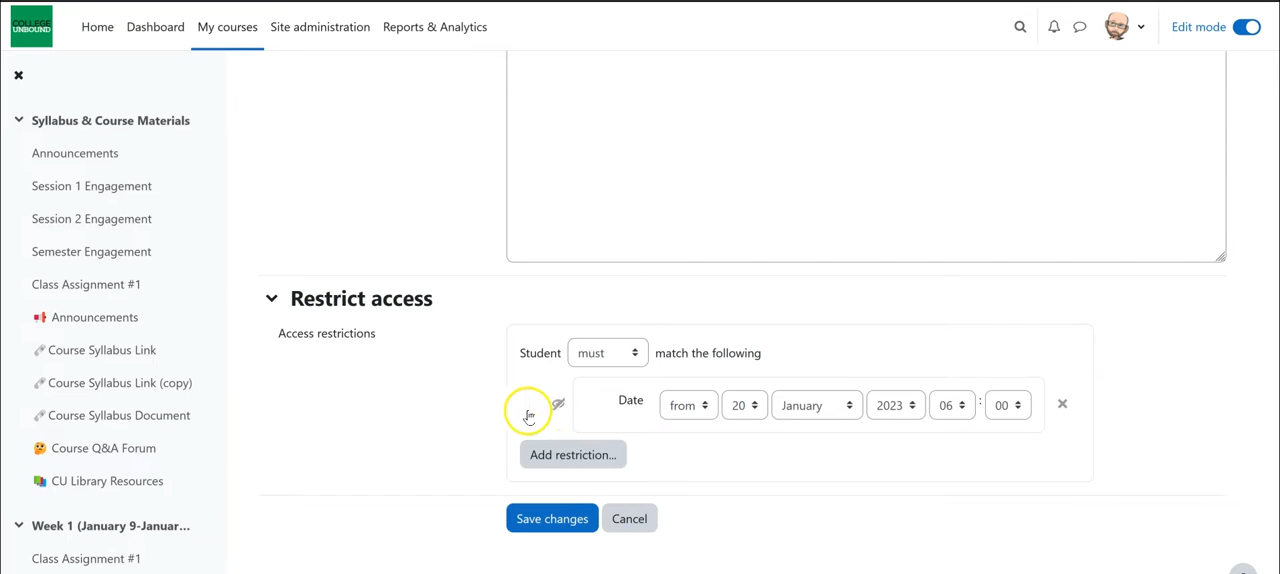 COLLEGE
UNBOUND
Home Dashboard My courses Site administration Reports & Analytics Edit mode
Syllabus & Course Materials
Announcements
Session 1 Engagement
Session 2 Engagement
Semester Engagement
Class Assignment #1
Announcements
Course Syllabus Link
Course Syllabus Link (copy)
Course Syllabus Document
Course Q&A Forum
CU Library Resources
Week 1 (January 9-Januar...
Class Assignment #1
Restrict access
Access restrictions
Student must match the following
Date from 20 January 2023 06 : 00
Add restriction...
Save changes Cancel